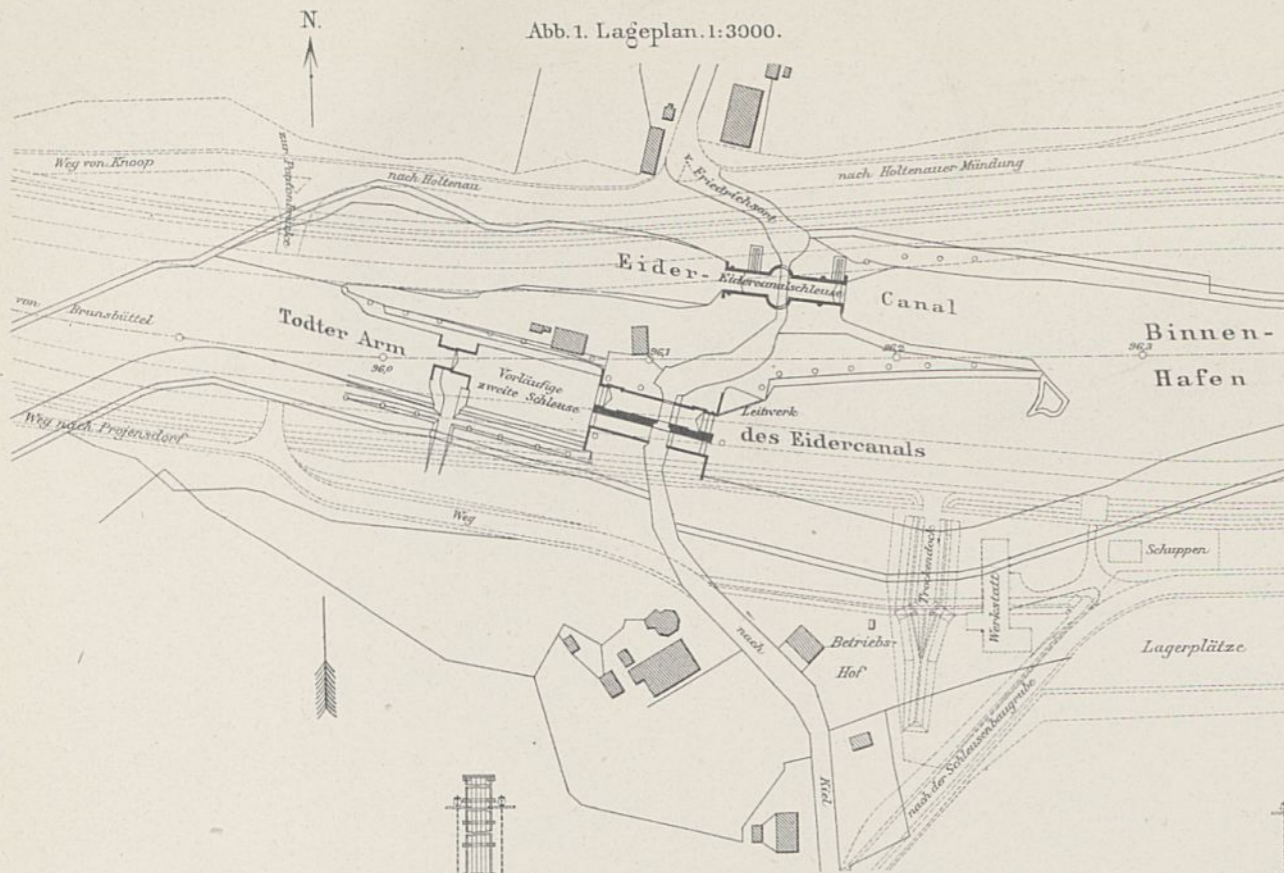 Abb. 1. Lageplan. 1:3000.
N.
Weg von Knoop
nach Holtenau
v. Friedrichsort
nach Holtenauer Mündung
Eider-
Eidercanalschleuse
Canal
von
Brunsbüttel
Todter Arm
96,0
96,1
96,2
96,3
Binnen-
Hafen
Vorläufige
zweite Schleuse
Leitwerk
des Eidercanals
Weg nach Projensdorf
Weg
Trockendock
Werkstatt
Schuppen
nach
Betriebs-
Hof
Lagerplätze
nach der Schleusenbaugrube
Kiel